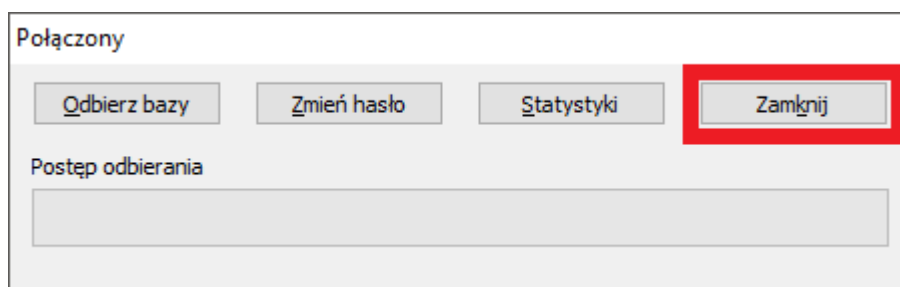 Połączony
Odbierz bazy Zmień hasło Statystyki Zamknij
Postęp odbierania